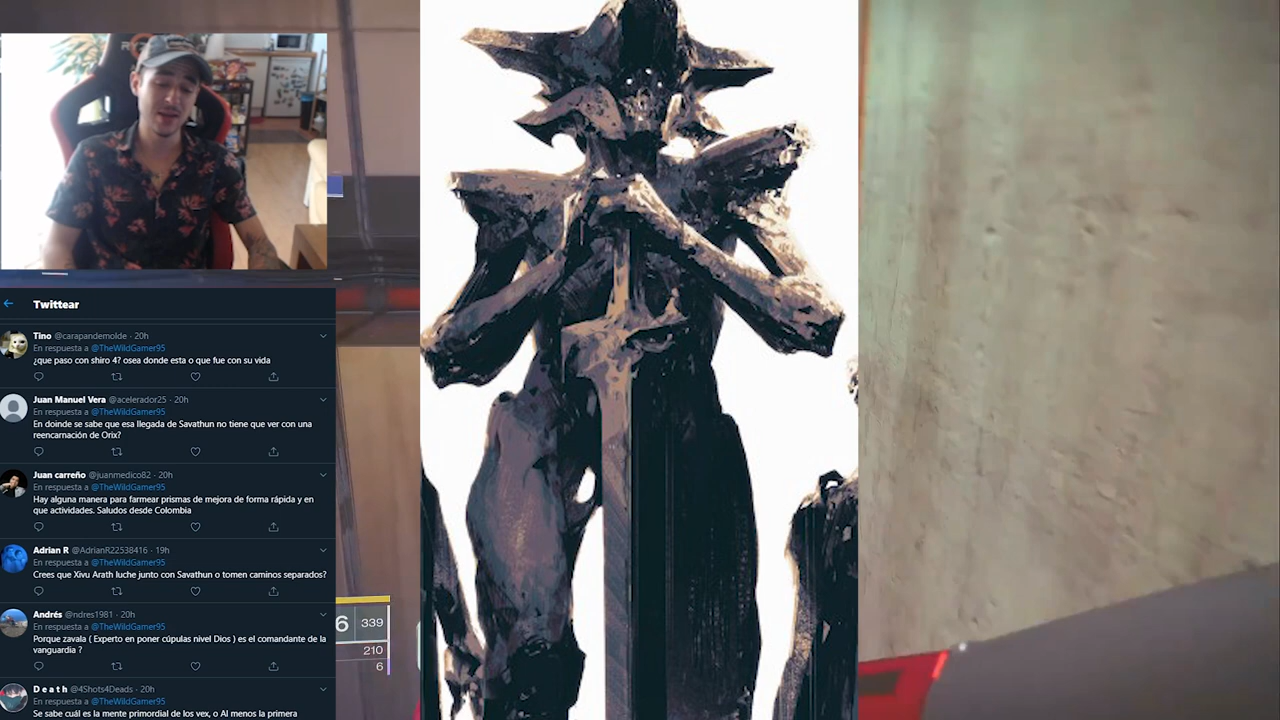 Twittear
Tino @carapandemolde · 20h
En respuesta a @TheWildGamer95
¿que paso con shiro 4? osea donde esta o que fue con su vida
Juan Manuel Vera @acelerador25 · 20h
En respuesta a @TheWildGamer95
En doinde se sabe que esa llegada de Savathun no tiene que ver con una
reencarnación de Orix?
Juan carreño @juanmedico82 · 20h
En respuesta a @TheWildGamer95
Hay alguna manera para farmear prismas de mejora de forma rápida y en
que actividades. Saludos desde Colombia
Adrian R @AdrianR22538416 · 19h
En respuesta a @TheWildGamer95
Crees que Xivu Arath luche junto con Savathun o tomen caminos separados?
Andrés @ndres1981 · 20h
En respuesta a @TheWildGamer95
Porque zavala ( Experto en poner cúpulas nivel Dios ) es el comandante de la
vanguardia ?
D e a t h @4Shots4Deads · 20h
En respuesta a @TheWildGamer95
Se sabe cuál es la mente primordial de los vex, o Al menos la primera
6 339
210
6